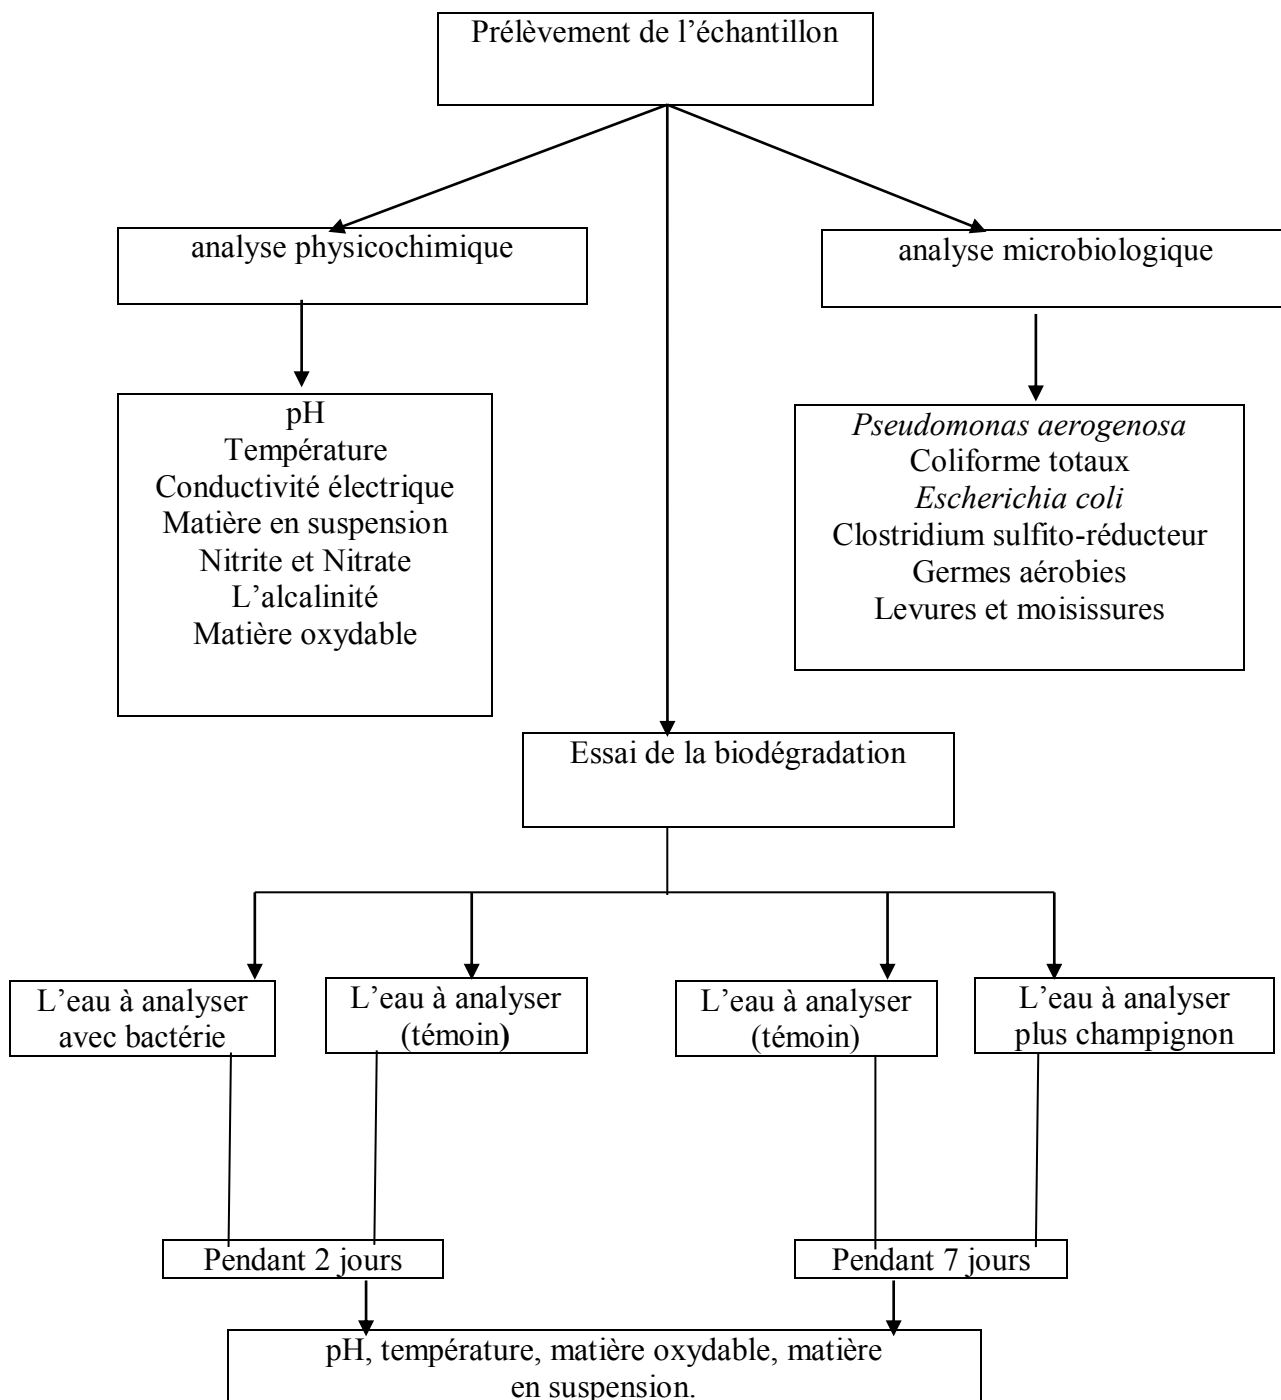 Prélèvement de l’échantillon
analyse physicochimique
analyse microbiologique
pH
Température
Conductivité électrique
Matière en suspension
Nitrite et Nitrate
L’alcalinité
Matière oxydable
Pseudomonas aerogenosa
Coliforme totaux
Escherichia coli
Clostridium sulfito-réducteur
Germes aérobies
Levures et moisissures
Essai de la biodégradation
L’eau à analyser
avec bactérie
L’eau à analyser
(témoin)
L’eau à analyser
(témoin)
L’eau à analyser
plus champignon
Pendant 2 jours
Pendant 7 jours
pH, température, matière oxydable, matière
en suspension.